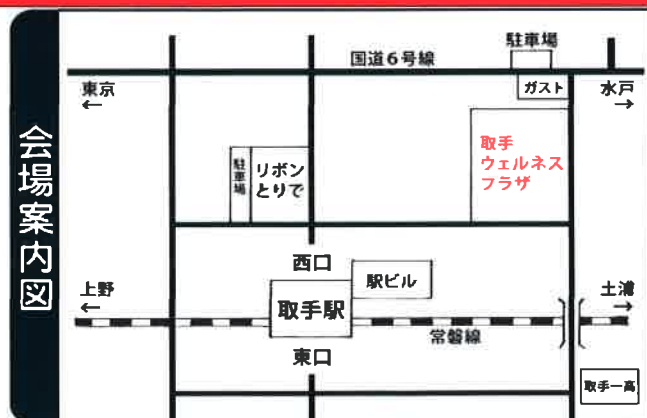 会場案内図
駐車場
国道6号線
東京
←
ガスト
水戸
→
取手
ウェルネス
プラザ
駐車場
リボン
とりで
西口
駅ビル
上野
←
取手駅
土浦
→
常磐線
東口
取手一高